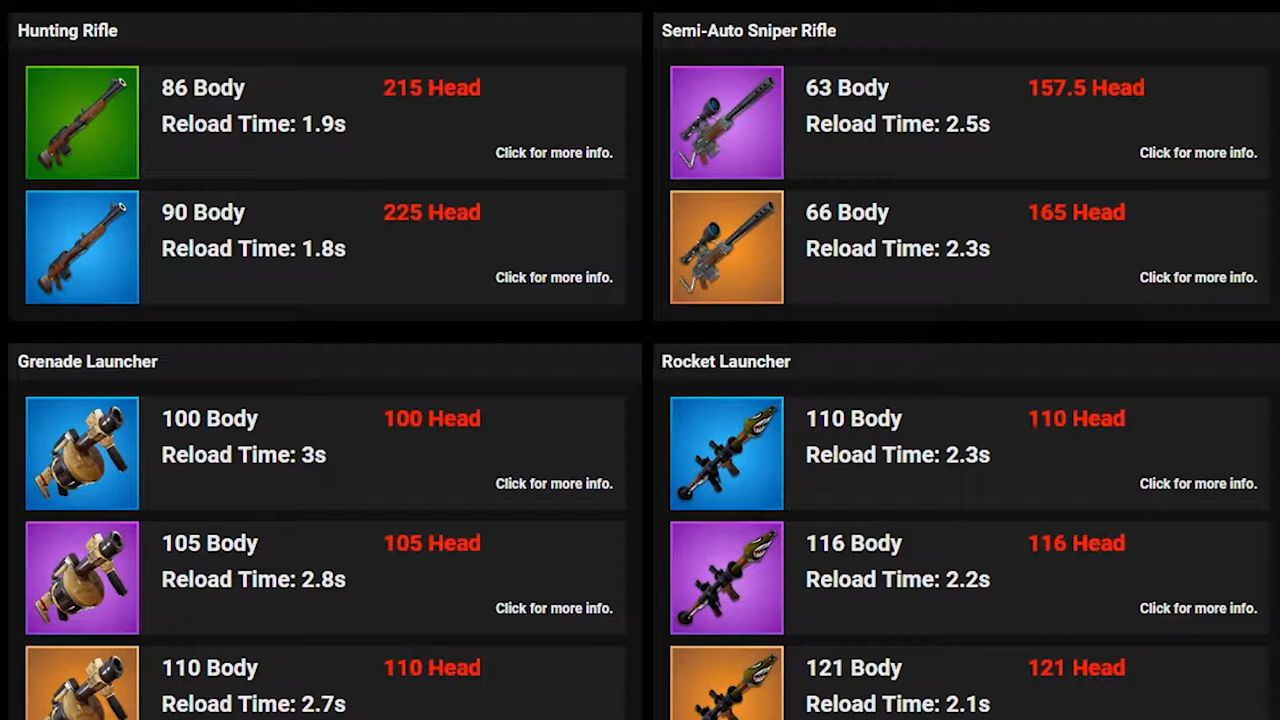 Hunting Rifle
86 Body 215 Head
Reload Time: 1.9s
Click for more info.
90 Body 225 Head
Reload Time: 1.8s
Click for more info.
Semi-Auto Sniper Rifle
63 Body 157.5 Head
Reload Time: 2.5s
Click for more info.
66 Body 165 Head
Reload Time: 2.3s
Click for more info.
Grenade Launcher
100 Body 100 Head
Reload Time: 3s
Click for more info.
105 Body 105 Head
Reload Time: 2.8s
Click for more info.
110 Body 110 Head
Reload Time: 2.7s
Rocket Launcher
110 Body 110 Head
Reload Time: 2.3s
Click for more info.
116 Body 116 Head
Reload Time: 2.2s
Click for more info.
121 Body 121 Head
Reload Time: 2.1s